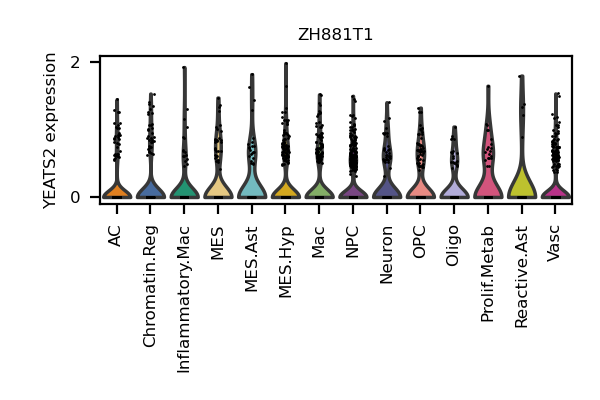 ZH881T1
YEATS2 expression
2
0
AC
Chromatin.Reg
Inflammatory.Mac
MES
MES.Ast
MES.Hyp
Mac
NPC
Neuron
OPC
Oligo
Prolif.Metab
Reactive.Ast
Vasc